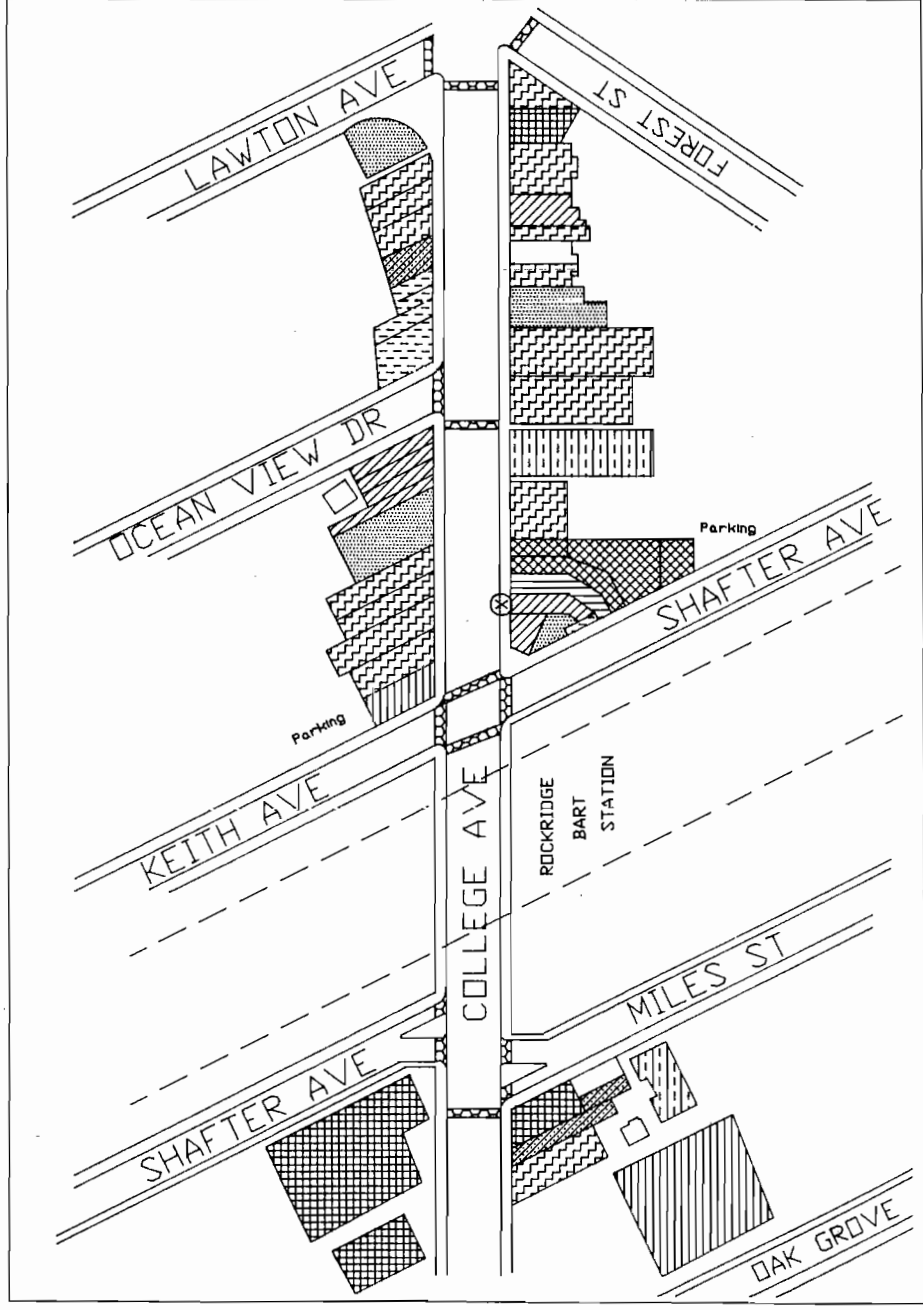 LAWTON AVE
FOREST ST
OCEAN VIEW DR
Parking
SHAFTER AVE
Parking
KEITH AVE
COLLEGE AVE
ROCKRIDGE
BART
STATION
MILES ST
SHAFTER AVE
OAK GROVE